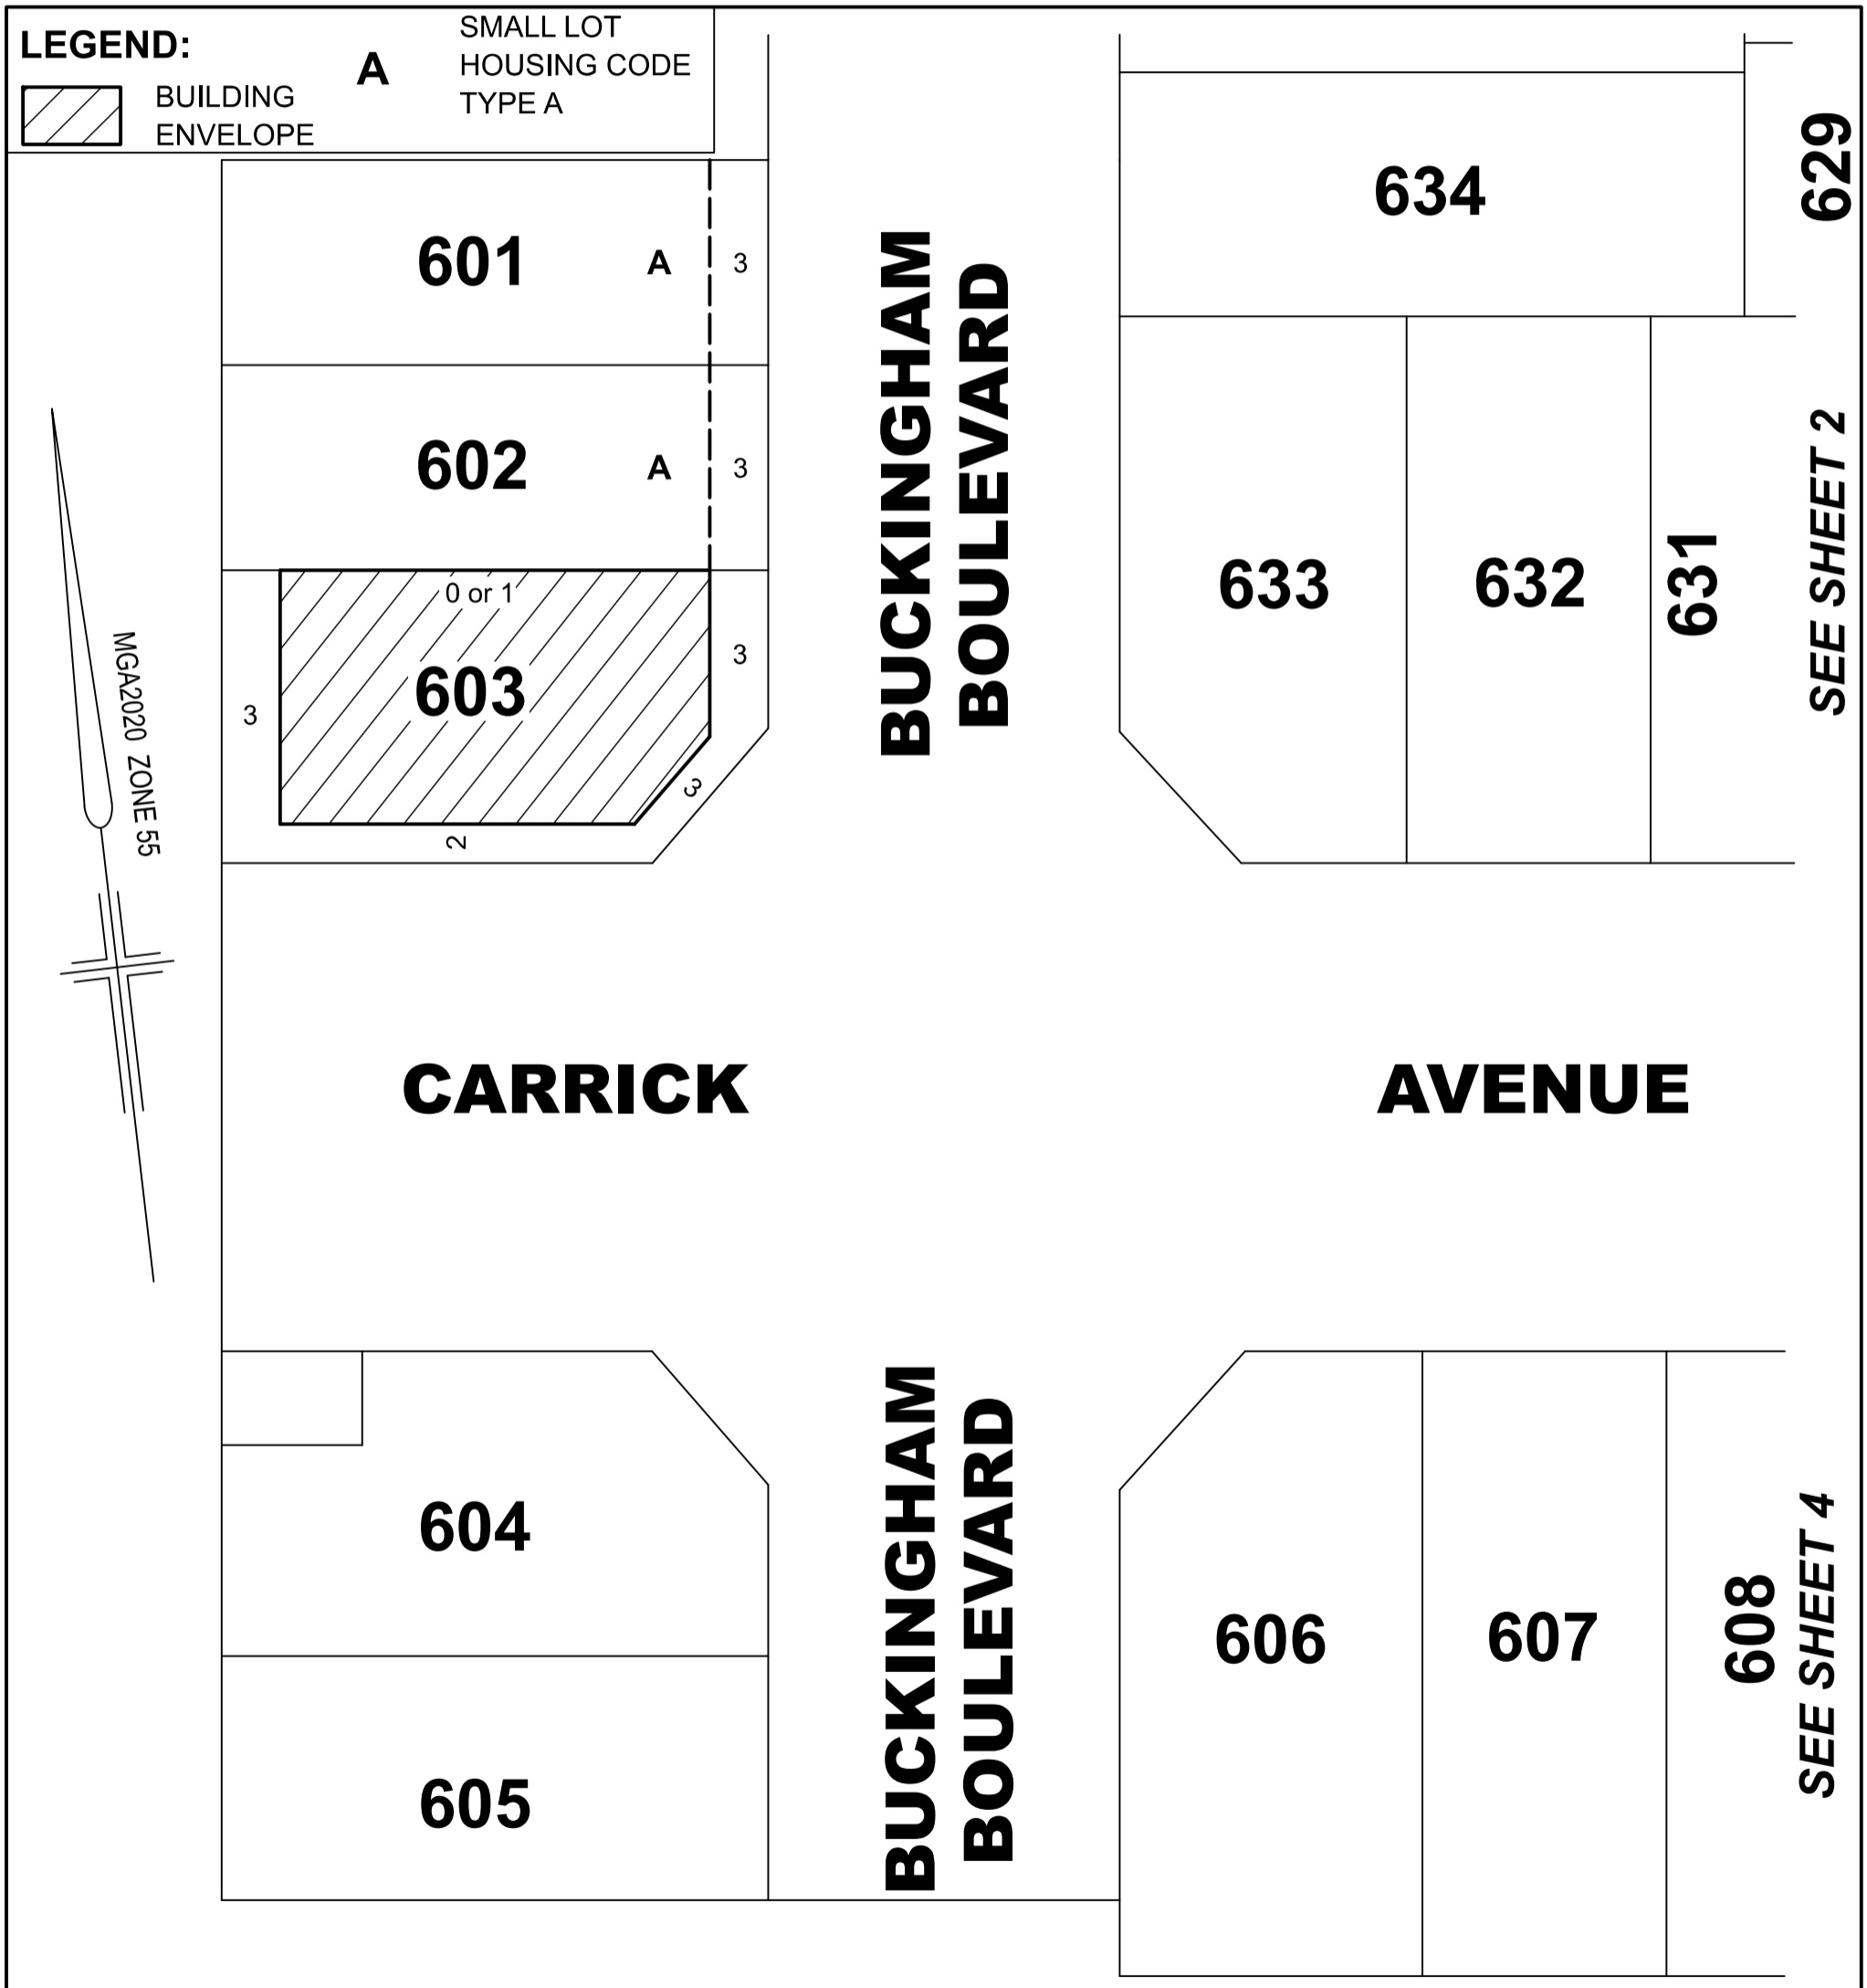 LEGEND:
BUILDING
ENVELOPE
A
SMALL LOT
HOUSING CODE
TYPE A
601
A
3
602
A
3
0 or 1
603
3
3
3
2
MGA2020 ZONE 55
BUCKINGHAM
BOULEVARD
634
629
633
632
631
SEE SHEET 2
CARRICK
AVENUE
604
605
BUCKINGHAM
BOULEVARD
606
607
608
SEE SHEET 4